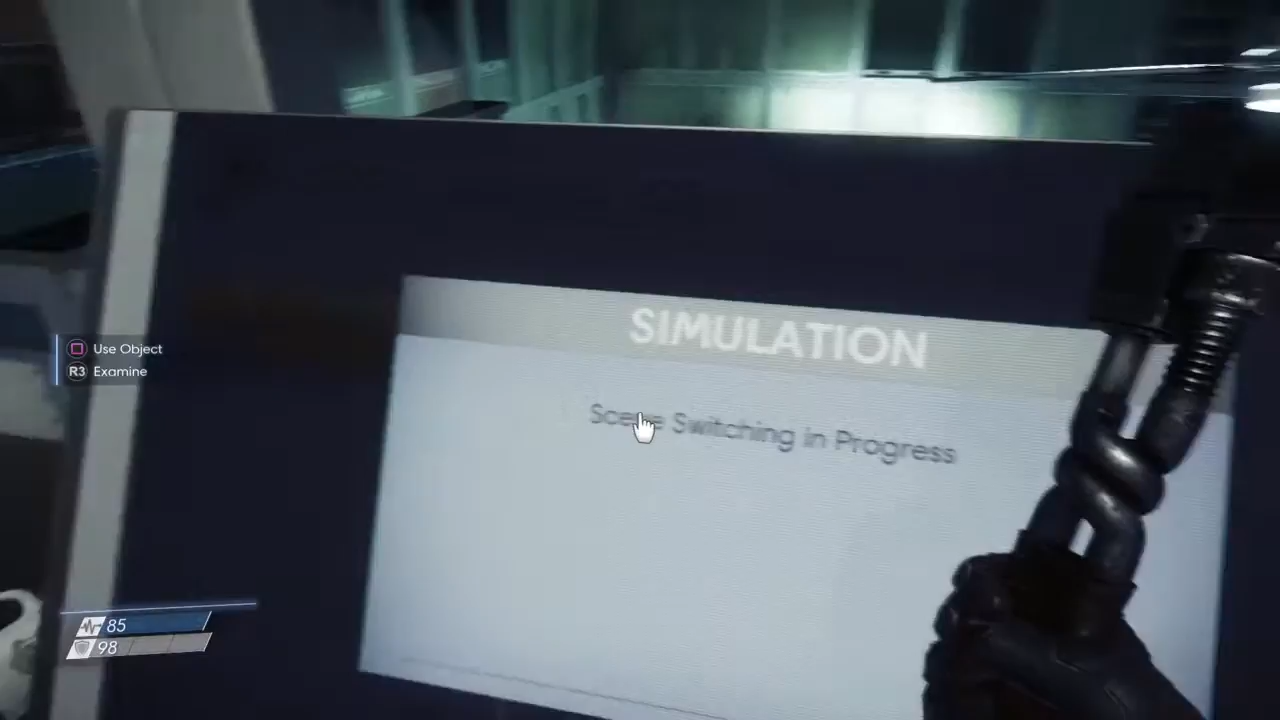 SIMULATION
Scene Switching in Progress
Use Object
R3 Examine
85
98